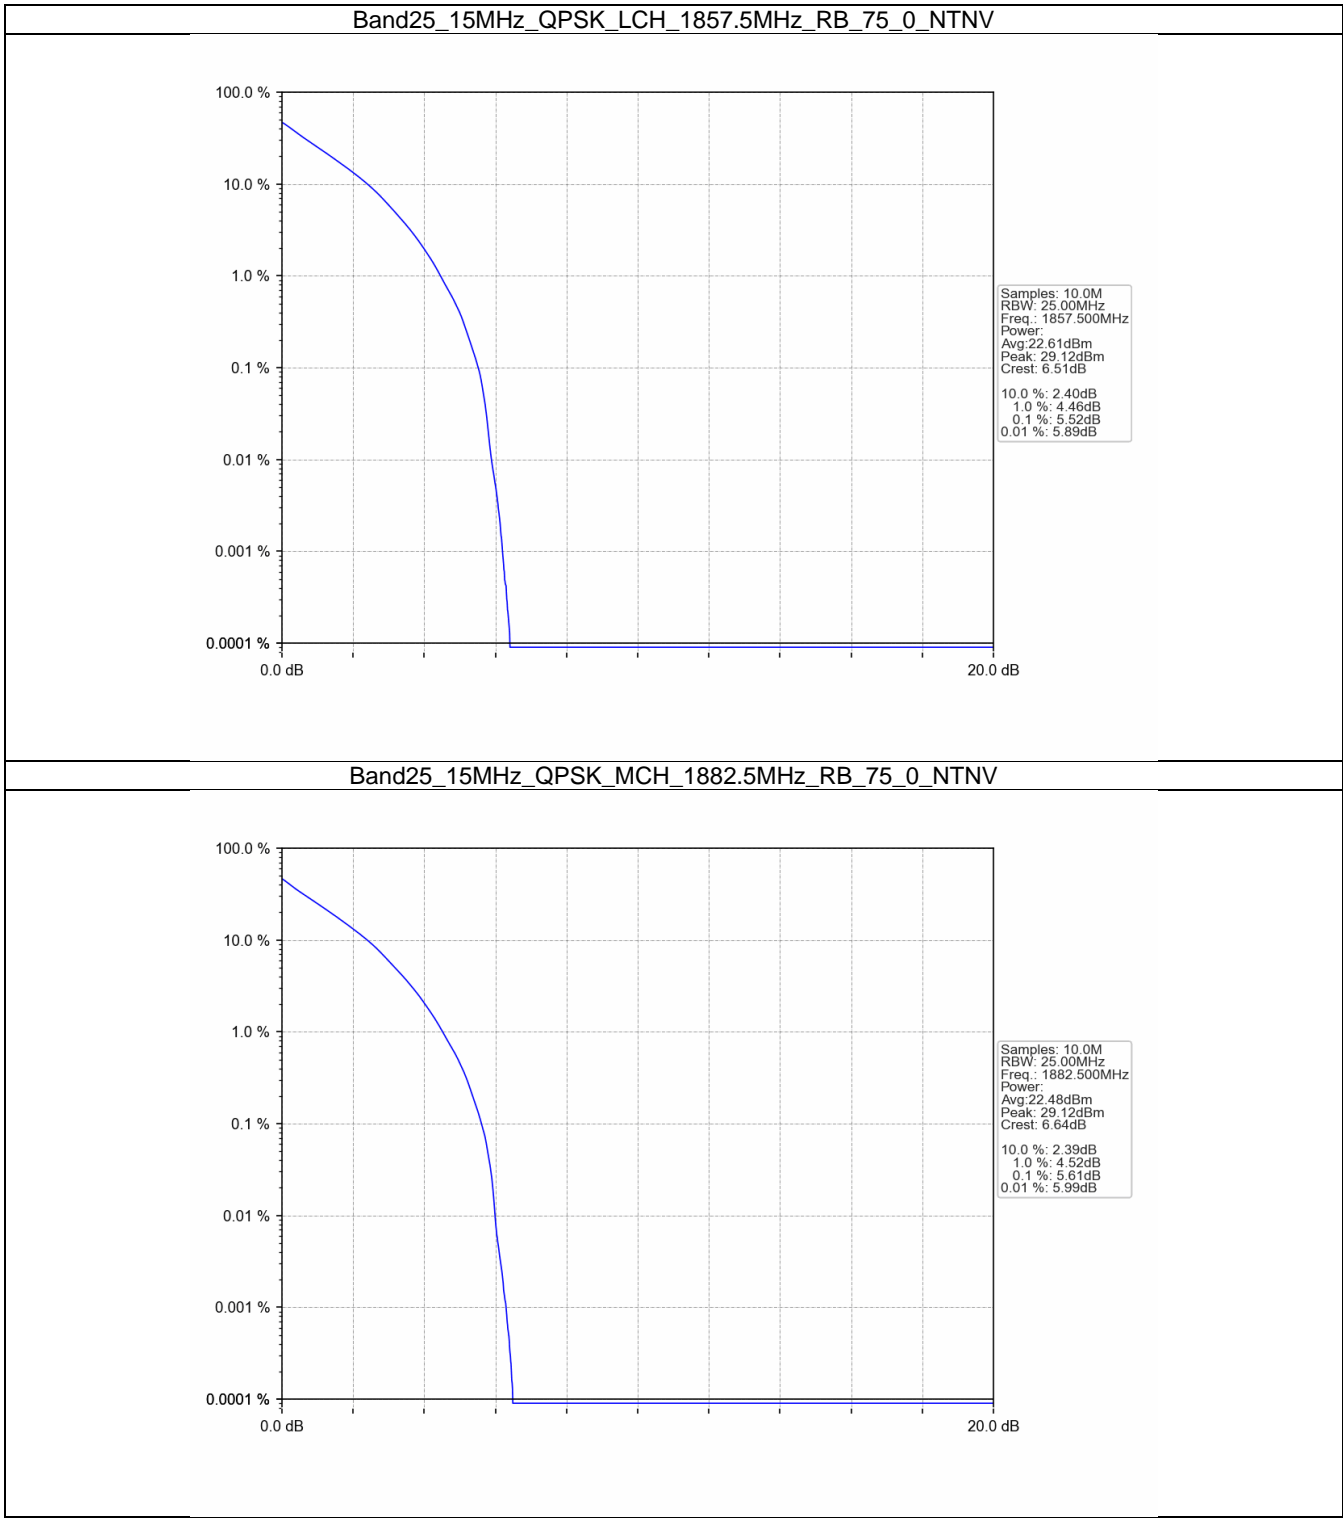 Band25_15MHz_QPSK_LCH_1857.5MHz_RB_75_0_NTNV
100.0 %
10.0 %
1.0 %
0.1 %
0.01 %
0.001 %
0.0001 %
0.0 dB
20.0 dB
Samples: 10.0M
RBW: 25.00MHz
Freq.: 1857.500MHz
Power:
Avg:22.61dBm
Peak: 29.12dBm
Crest: 6.51dB
10.0 %: 2.40dB
1.0 %: 4.46dB
0.1 %: 5.52dB
0.01 %: 5.89dB
Band25_15MHz_QPSK_MCH_1882.5MHz_RB_75_0_NTNV
100.0 %
10.0 %
1.0 %
0.1 %
0.01 %
0.001 %
0.0001 %
0.0 dB
20.0 dB
Samples: 10.0M
RBW: 25.00MHz
Freq.: 1882.500MHz
Power:
Avg:22.48dBm
Peak: 29.12dBm
Crest: 6.64dB
10.0 %: 2.39dB
1.0 %: 4.52dB
0.1 %: 5.61dB
0.01 %: 5.99dB